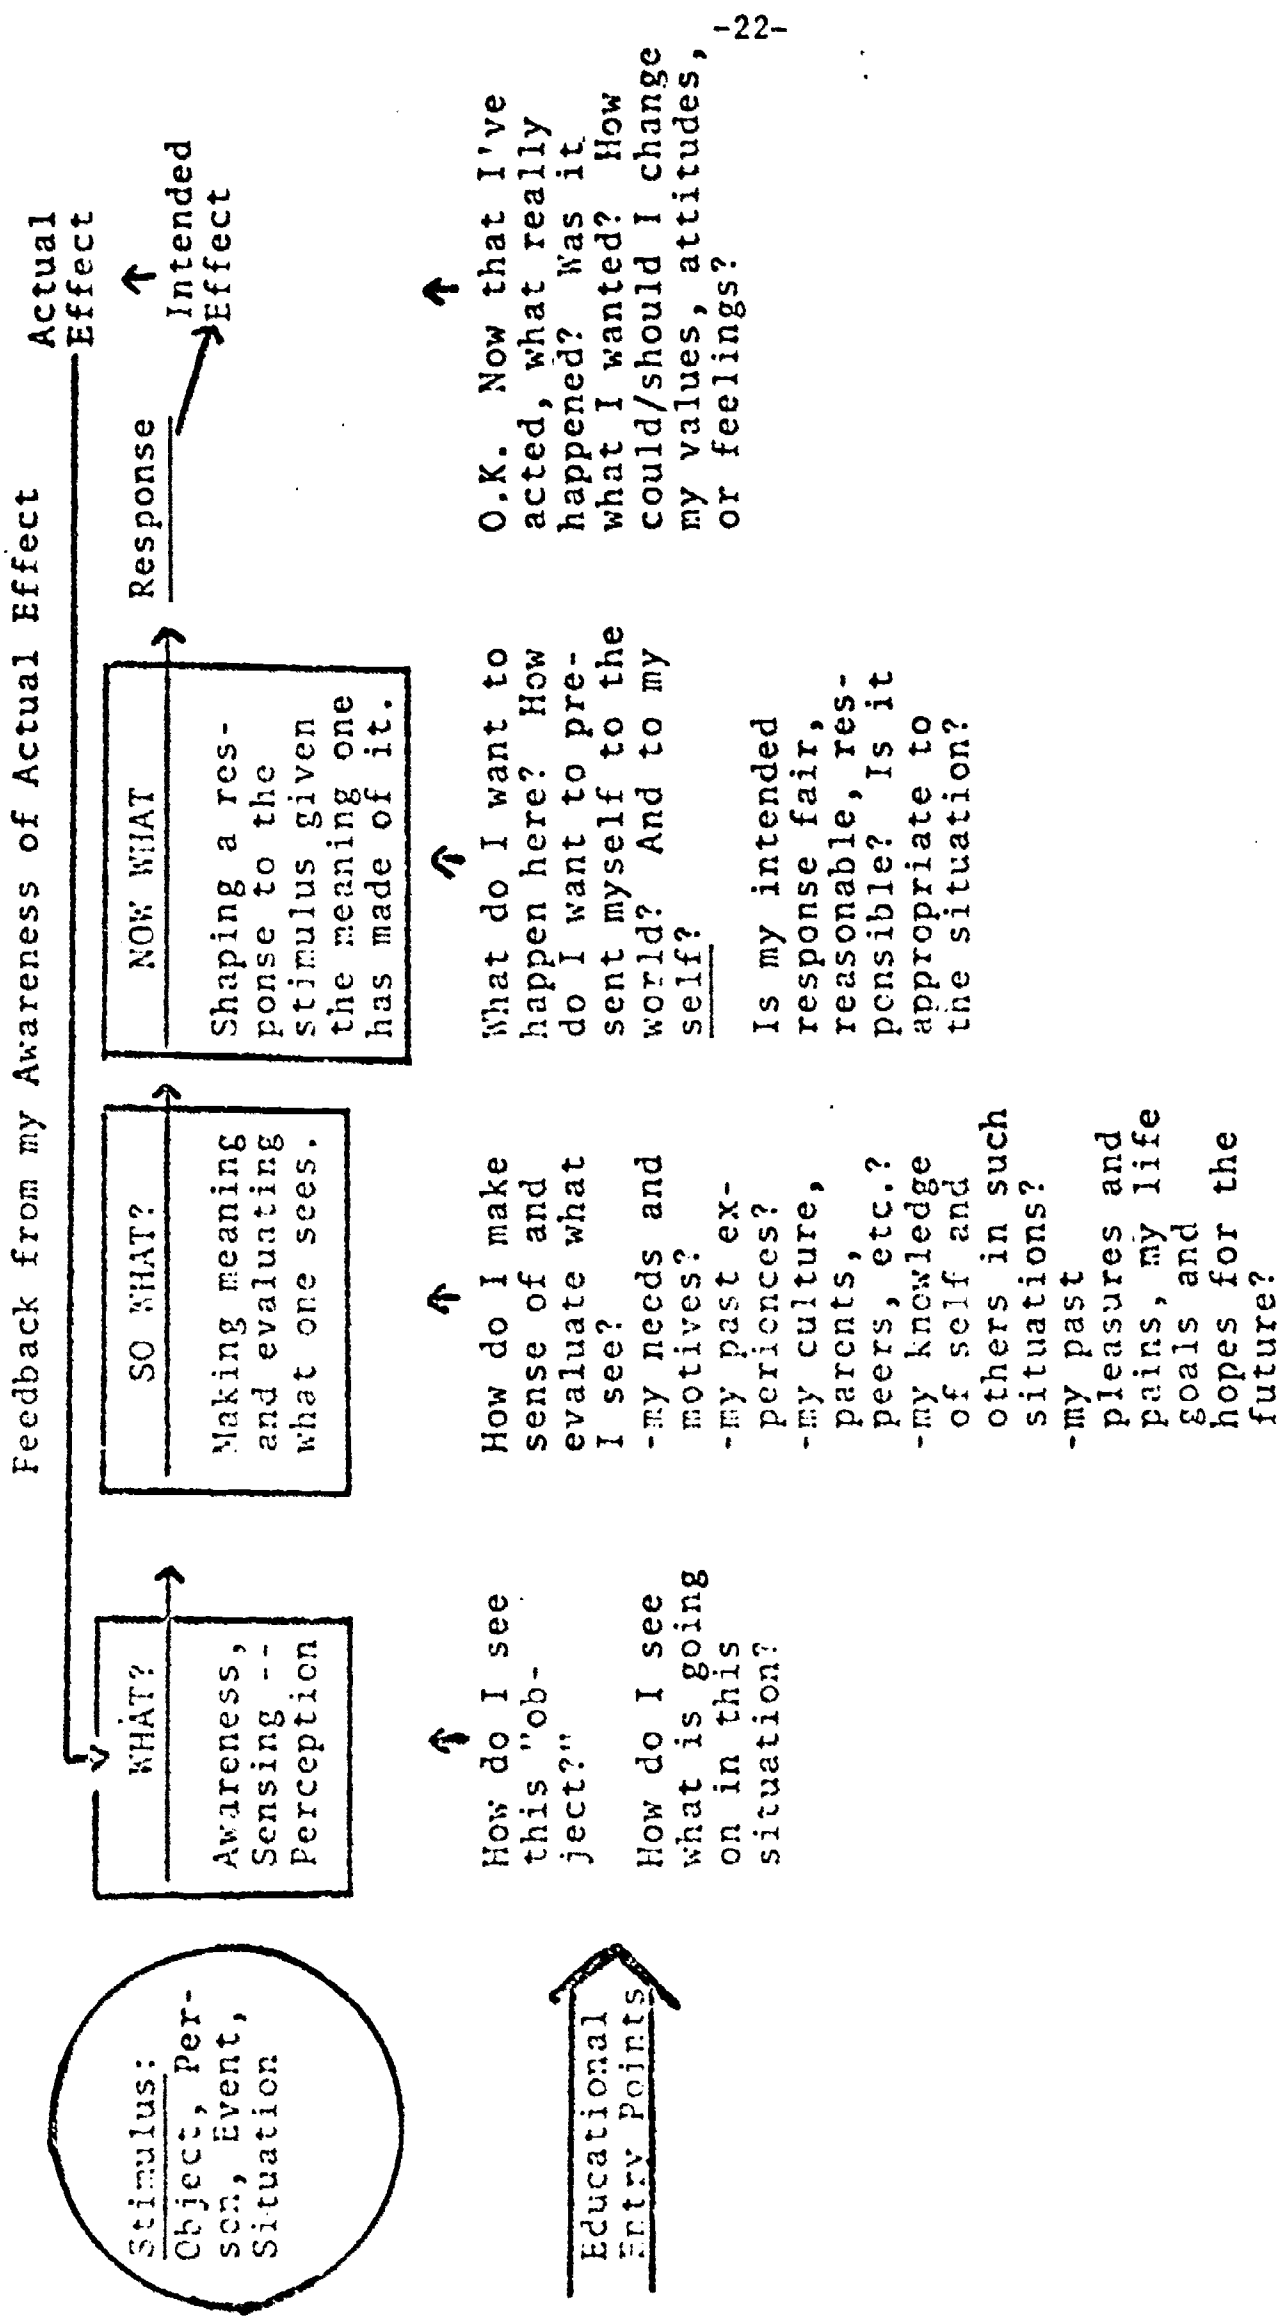 -22-
Feedback from my Awareness of Actual Effect
Actual
Effect
Intended
Effect
Response
Stimulus:
Object, Per-
son, Event,
Situation
WHAT?
Awareness,
Sensing --
Perception
SO WHAT?
Making meaning
and evaluating
what one sees.
NOW WHAT
Shaping a res-
ponse to the
stimulus given
the meaning one
has made of it.
Educational
Entry Points
How do I see
this "ob-
ject?"
How do I see
what is going
on in this
situation?
How do I make
sense of and
evaluate what
I see?
-my needs and
motives?
-my past ex-
periences?
-my culture,
parents,
peers, etc.?
-my knowledge
of self and
others in such
situations?
-my past
pleasures and
pains, my life
goals and
hopes for the
future?
What do I want to
happen here? How
do I want to pre-
sent myself to the
world? And to my
self?
Is my intended
response fair,
reasonable, res-
ponsible? Is it
appropriate to
the situation?
O.K. Now that I've
acted, what really
happened? Was it
what I wanted? How
could/should I change
my values, attitudes,
or feelings?